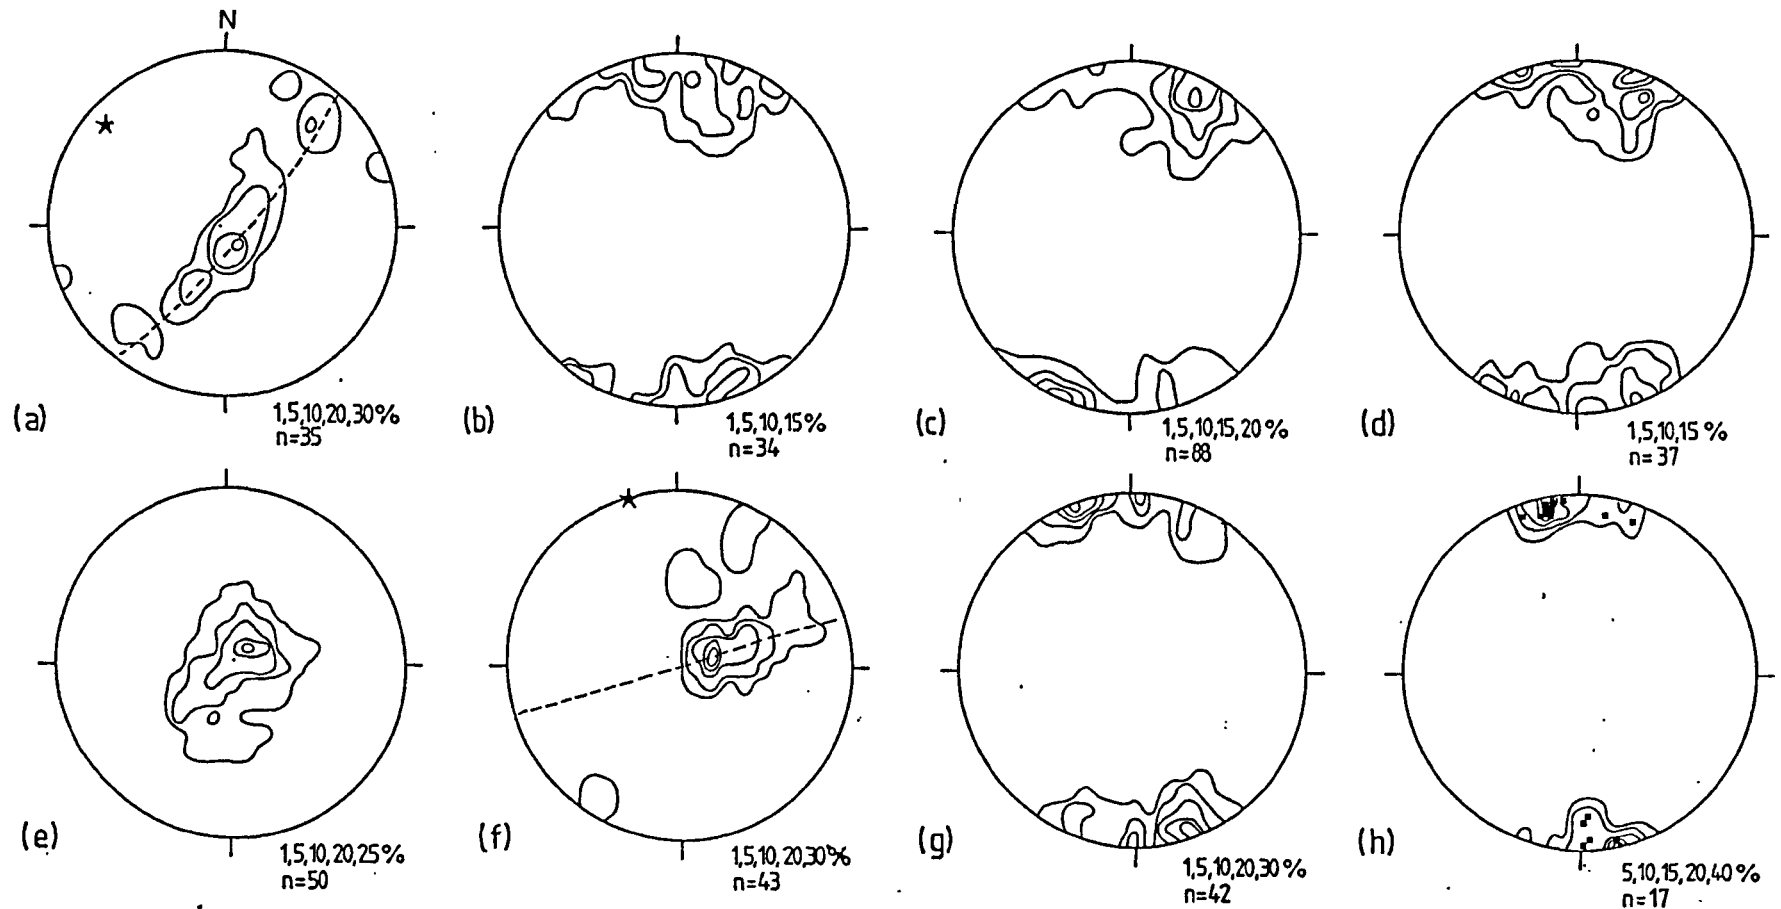 N
(a)
1,5,10,20,30%
n=35
(b)
1,5,10,15%
n=34
(c)
1,5,10,15,20%
n=88
(d)
1,5,10,15%
n=37
(e)
1,5,10,20,25%
n=50
(f)
1,5,10,20,30%
n=43
(g)
1,5,10,20,30%
n=42
(h)
5,10,15,20,40%
n=17